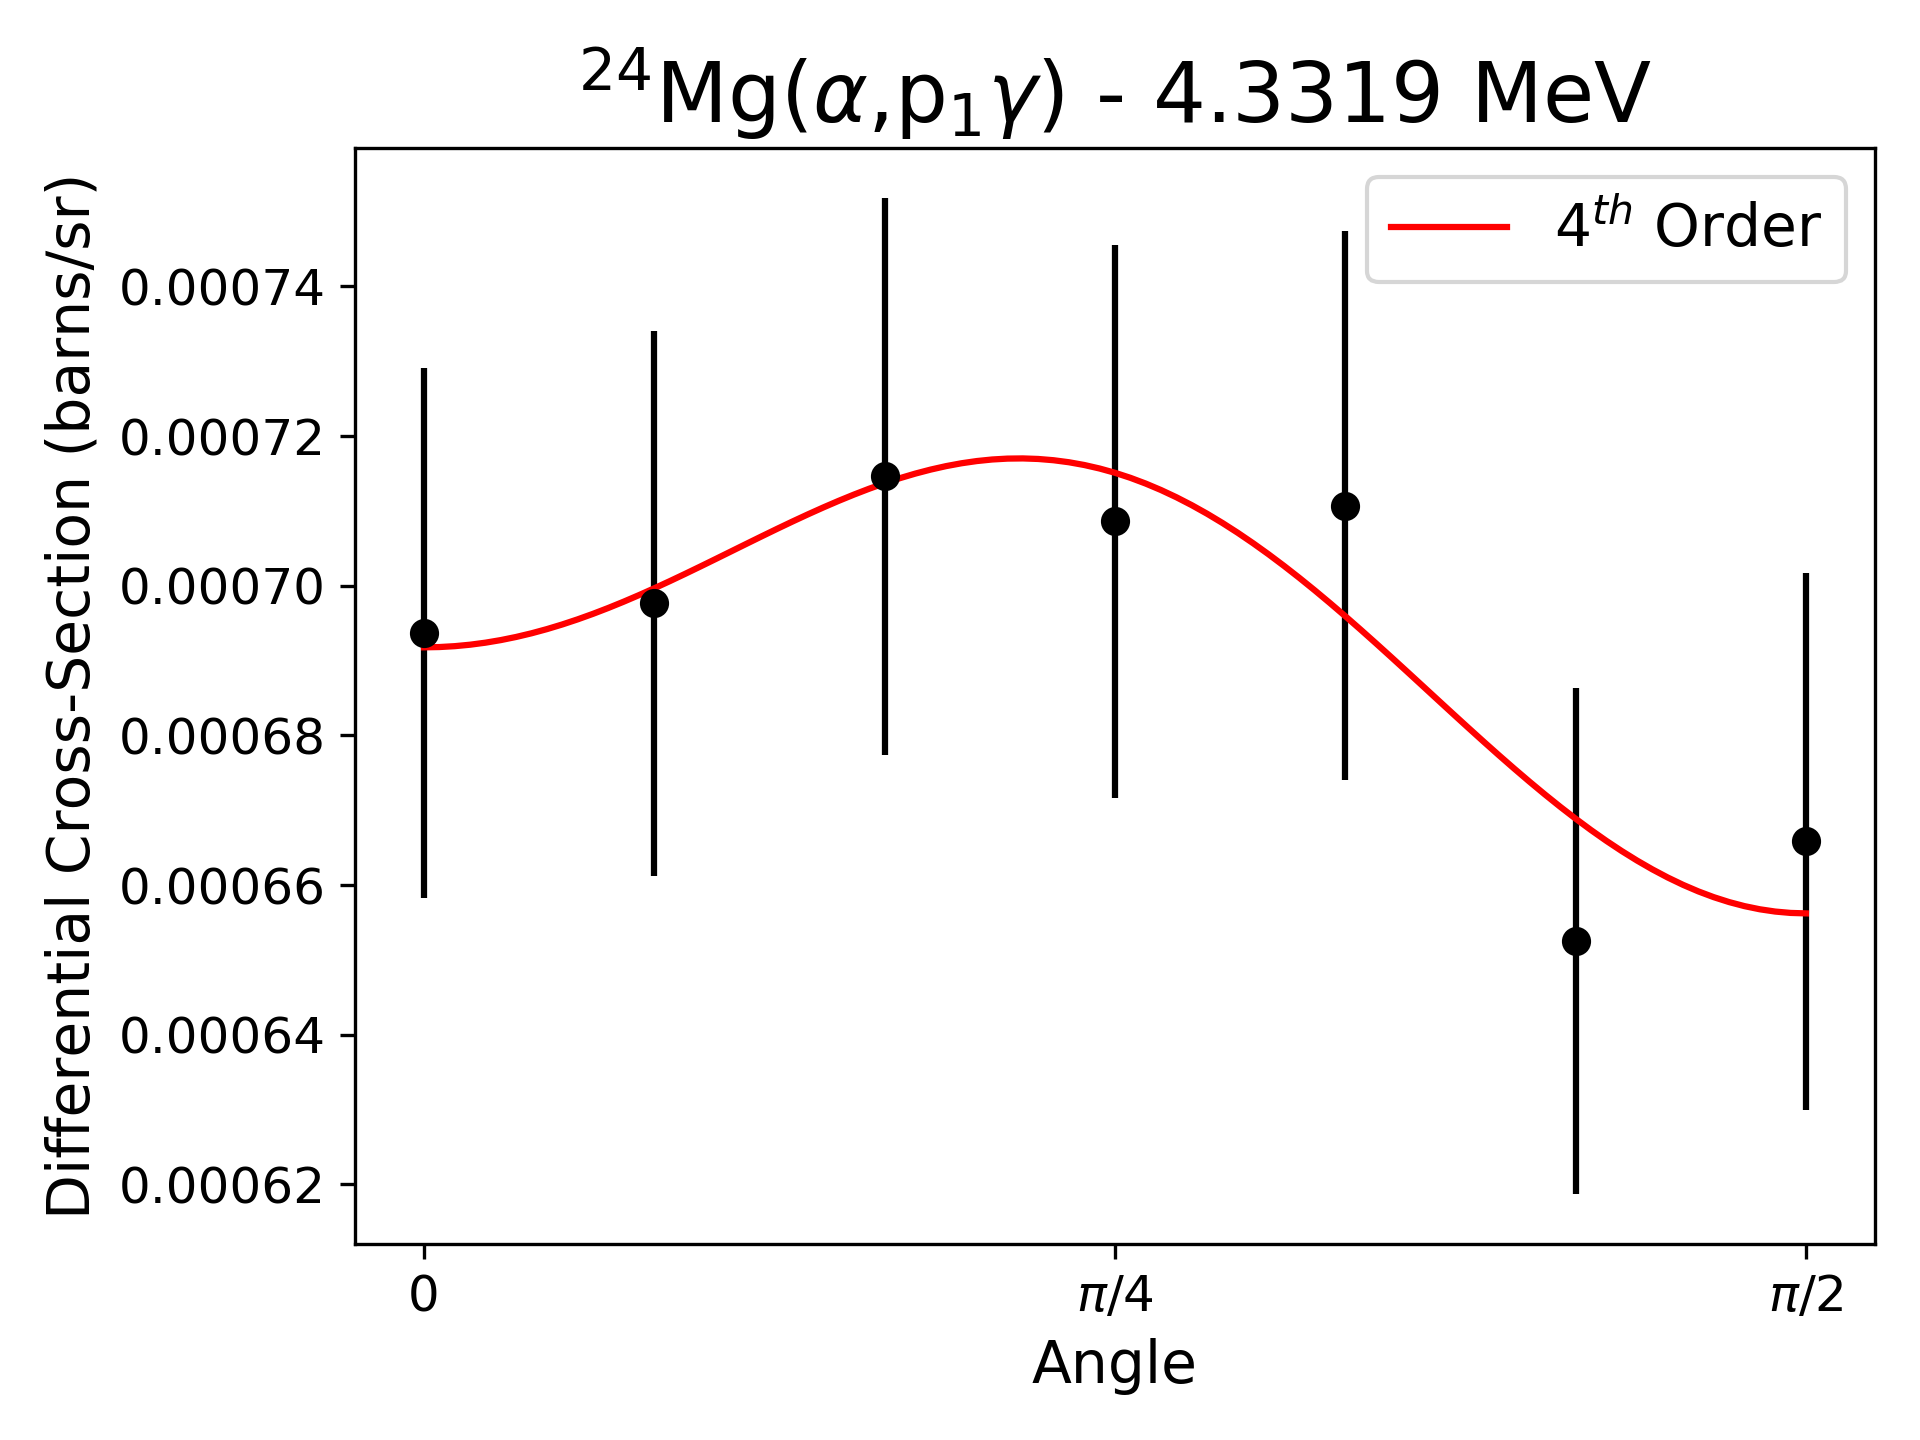 ²⁴Mg(α,p₁γ) - 4.3319 MeV
4ᵗʰ Order
Differential Cross-Section (barns/sr)
0.00074
0.00072
0.00070
0.00068
0.00066
0.00064
0.00062
0 π/4 π/2
Angle